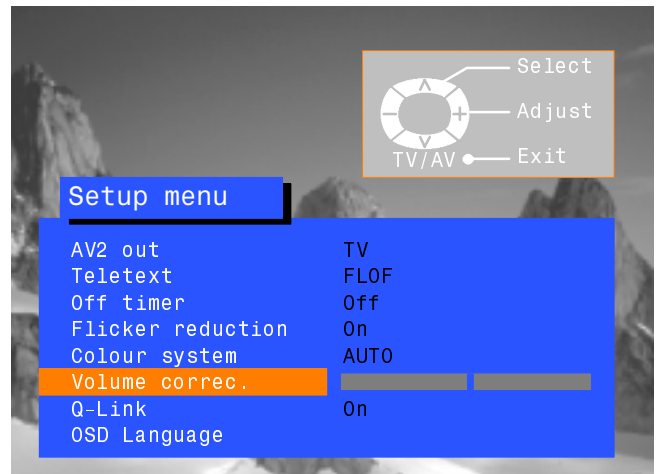 Select
Adjust
TV/AV Exit
Setup menu
AV2 out TV
Teletext FLOF
Off timer Off
Flicker reduction On
Colour system AUTO
Volume correc.
Q-Link On
OSD Language